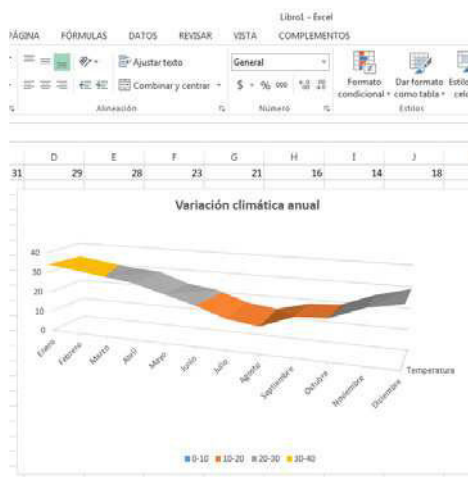 Libro1 - Excel
PÁGINA FÓRMULAS DATOS REVISAR VISTA COMPLEMENTOS
Ajustar texto General
Combinar y centrar $ % 000 Formato condicional Dar formato como tabla
Alineación Número Estilos
D E F G H I J
31 29 28 23 21 16 14 18
Variación climática anual
40
30
20
10
0
Enero Febrero Marzo Abril Mayo Junio Julio Agosto Septiembre Octubre Noviembre Diciembre
Temperatura
0-10 10-20 20-30 30-40